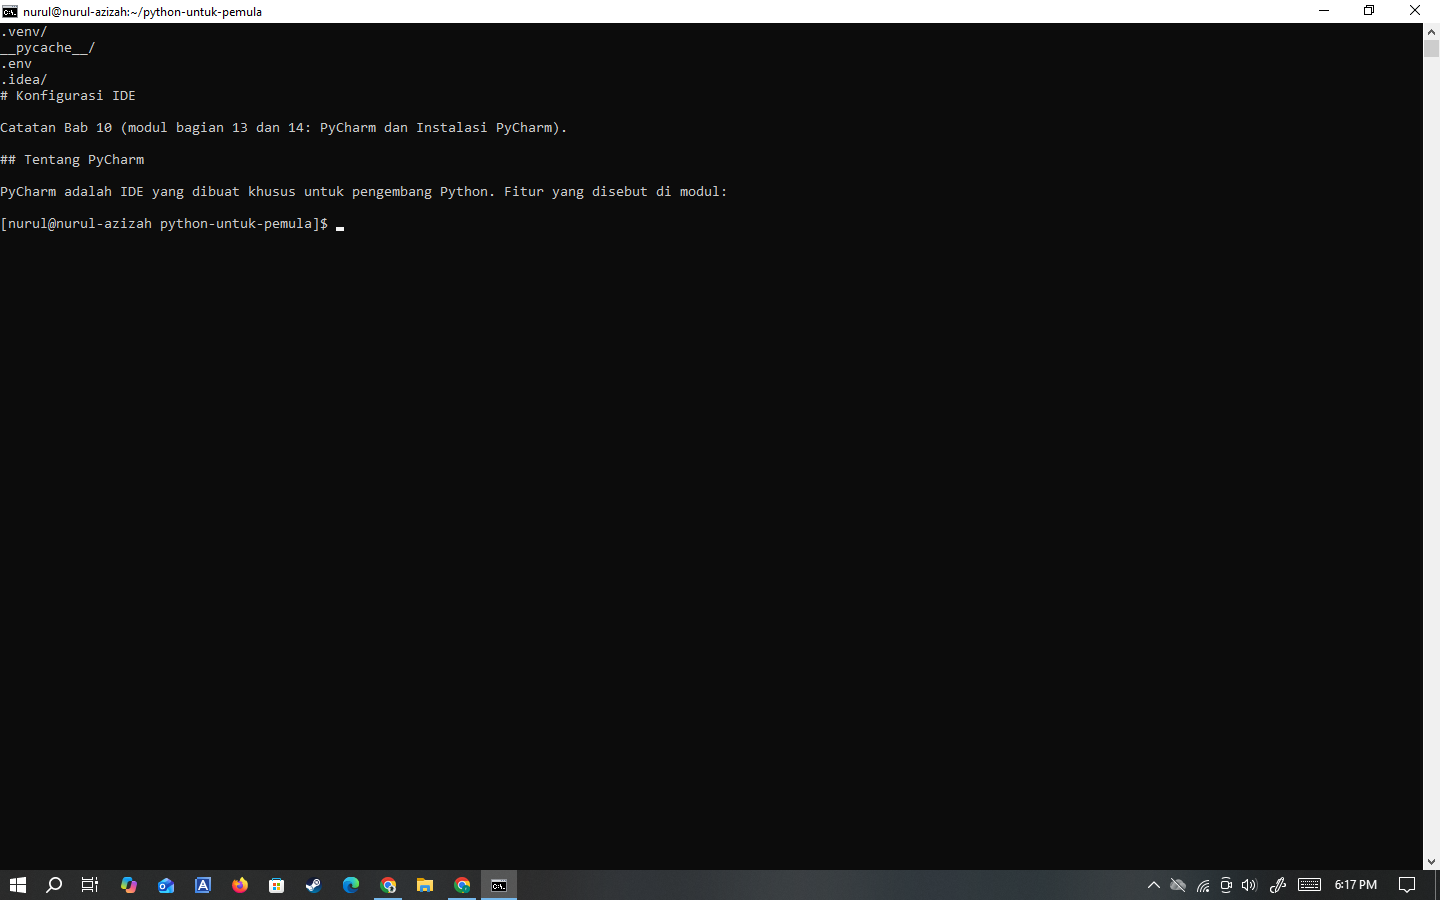 nurul@nurul-azizah:~/python-untuk-pemula
.venv/
__pycache__/
.env
.idea/
# Konfigurasi IDE
Catatan Bab 10 (modul bagian 13 dan 14: PyCharm dan Instalasi PyCharm).
## Tentang PyCharm
PyCharm adalah IDE yang dibuat khusus untuk pengembang Python. Fitur yang disebut di modul:
[nurul@nurul-azizah python-untuk-pemula]$
6:17 PM